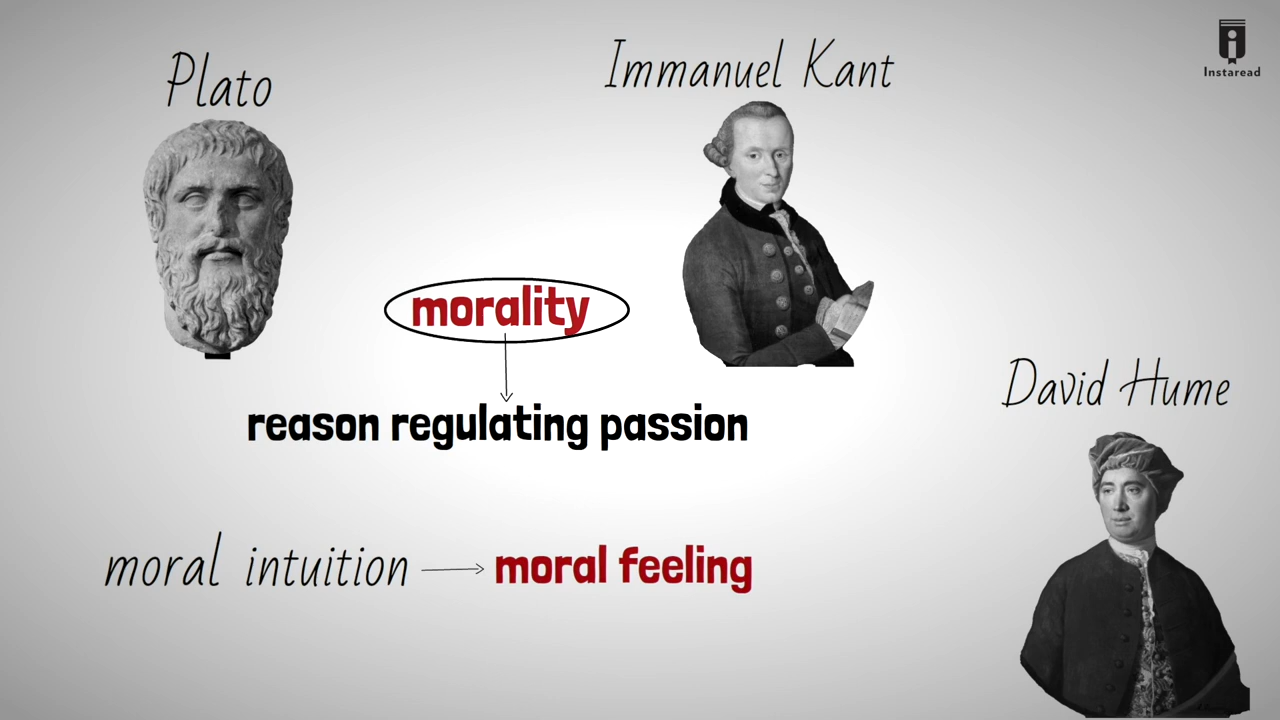 Plato
Immanuel Kant
Instaread
morality
reason regulating passion
David Hume
moral intuition
moral feeling